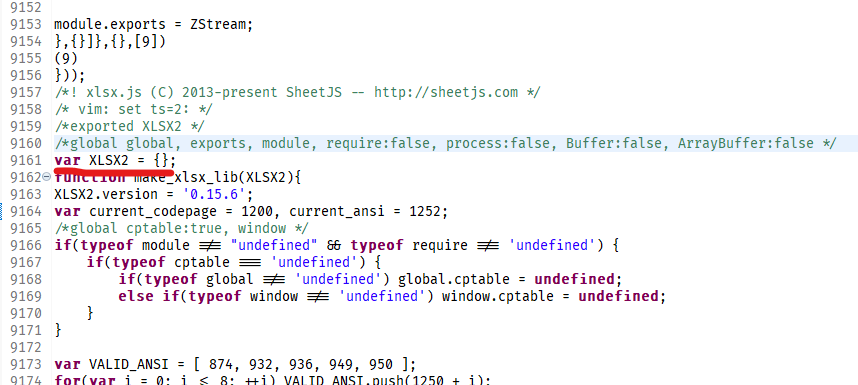 9152
9153 module.exports = ZStream;
9154 },{}]},{},[9])
9155 (9)
9156 }));
9157 /*! xlsx.js (C) 2013-present SheetJS -- http://sheetjs.com */
9158 /* vim: set ts=2: */
9159 /*exported XLSX2 */
9160 /*global global, exports, module, require:false, process:false, Buffer:false, ArrayBuffer:false */
9161 var XLSX2 = {};
9162 function make_xlsx_lib(XLSX2){
9163 XLSX2.version = '0.15.6';
9164 var current_codepage = 1200, current_ansi = 1252;
9165 /*global cptable:true, window */
9166 if(typeof module !== "undefined" && typeof require !== 'undefined') {
9167 if(typeof cptable === 'undefined') {
9168 if(typeof global !== 'undefined') global.cptable = undefined;
9169 else if(typeof window !== 'undefined') window.cptable = undefined;
9170 }
9171 }
9172
9173 var VALID_ANSI = [ 874, 932, 936, 949, 950 ];
9174 for(var i = 0; i <= 8; ++i) VALID_ANSI.push(1250 + i);